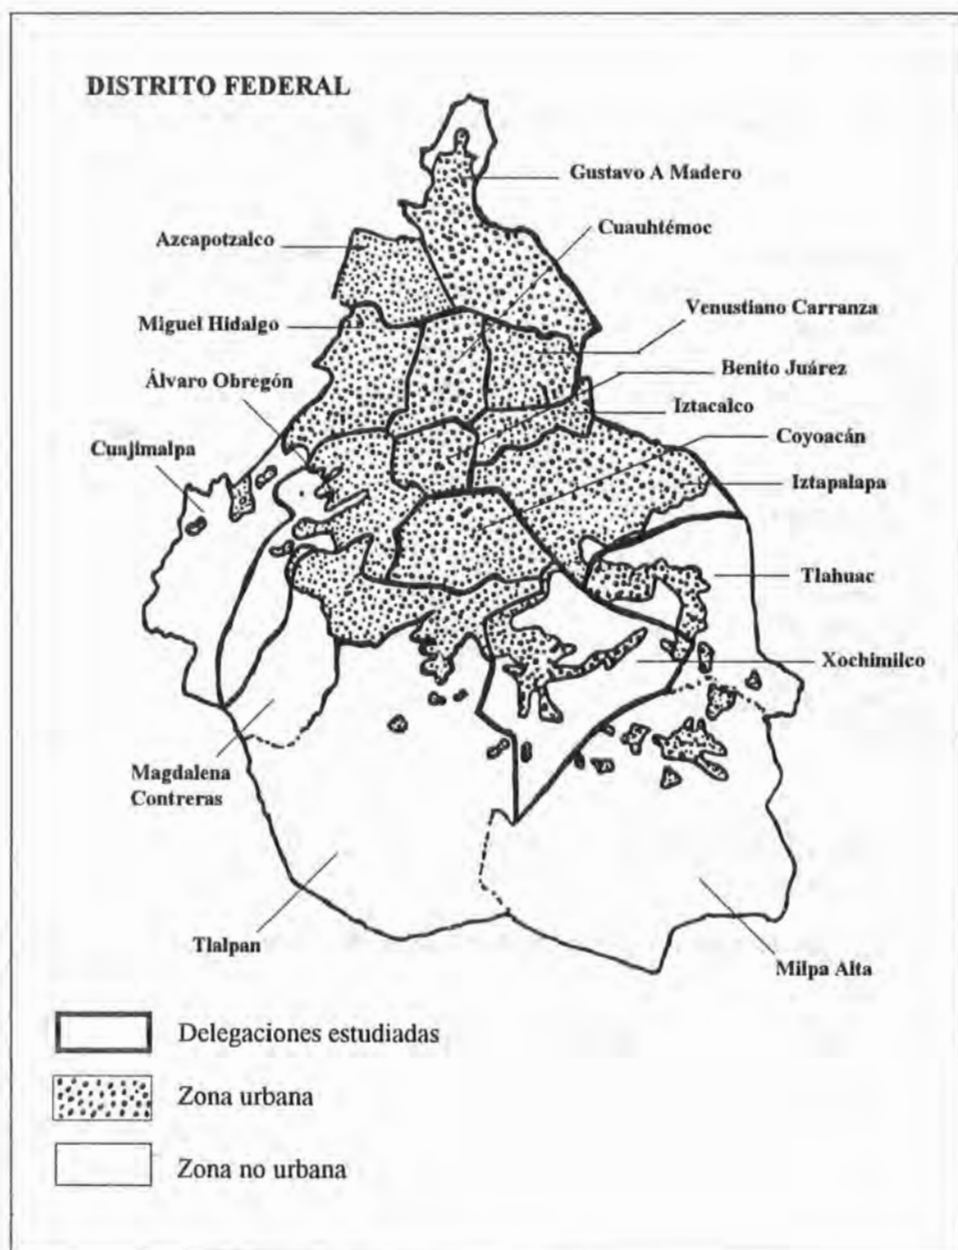 DISTRITO FEDERAL
Gustavo A Madero
Cuauhtémoc
Azcapotzalco
Venustiano Carranza
Miguel Hidalgo
Benito Juárez
Álvaro Obregón
Iztacalco
Coyoacán
Cuajimalpa
Iztapalapa
Tlahuac
Xochimilco
Magdalena
Contreras
Tlalpan
Milpa Alta
Delegaciones estudiadas
Zona urbana
Zona no urbana